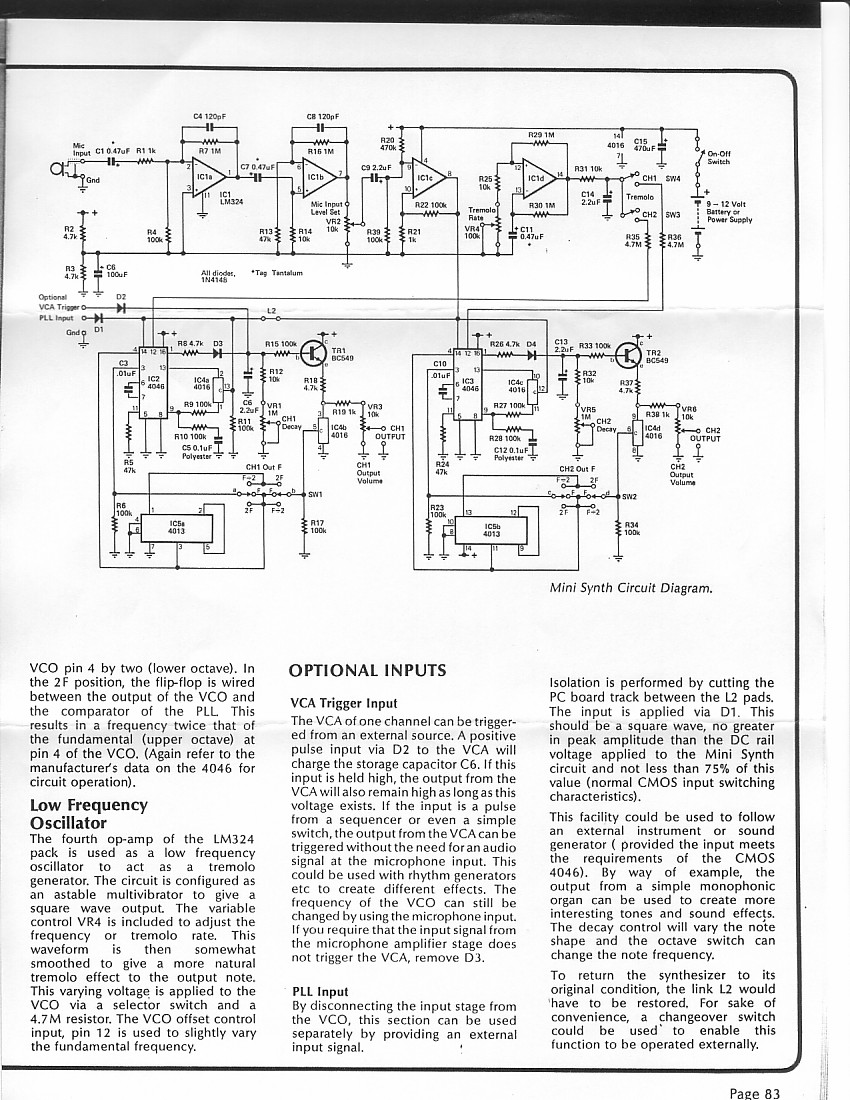 C4 120pF
C8 120pF
Mic
Input
C1 0.47uF
R1 1k
R7 1M
C7 0.47uF
R16 1M
R20
470k
C9 2.2uF
R29 1M
14
4016
7
C15
470uF
On-Off
Switch
Gnd
IC1a
IC1
LM324
IC1b
IC1c
IC1d
R25
10k
R31 10k
C14
2.2uF
CH1
SW4
Tremolo
CH2
SW3
9 – 12 Volt
Battery or
Power Supply
Mic Input
Level Set
VR2
10k
R22 100k
Tremolo
Rate
VR4
100k
R30 1M
C11
0.47uF
R2
4.7k
R4
100k
R13
47k
R14
10k
R39
100k
R21
1k
R35
4.7M
R36
4.7M
R3
4.7k
C6
100uF
All diodes,
1N4148
*Tag Tantalum
Optional
VCA Trigger
D2
PLL Input
D1
Gnd
L2
R8 4.7k
D3
R15 100k
TR1
BC549
R26 4.7k
D4
C13
2.2uF
R33 100k
TR2
BC549
C3
.01uF
IC2
4046
IC4a
4016
R12
10k
R18
4.7k
C10
.01uF
IC3
4046
IC4c
4016
R32
10k
R37
4.7k
R9 100k
R10 100k
R11
100k
C6
2.2uF
VR1
1M
CH1
Decay
R19 1k
VR3
10k
CH1
OUTPUT
IC4b
4016
R27 100k
R28 100k
VR5
1M
CH2
Decay
R38 1k
VR6
10k
CH2
OUTPUT
IC4d
4016
C5 0.1uF
Polyester
C12 0.1uF
Polyester
R5
47k
R24
47k
CH1
Output
Volume
CH2
Output
Volume
CH1 Out F
F÷2
2F
SW1
2F
F÷2
CH2 Out F
F÷2
2F
SW2
2F
F÷2
R6
100k
IC5a
4013
R17
100k
R23
100k
IC5b
4013
R34
100k
Mini Synth Circuit Diagram.
VCO pin 4 by two (lower octave). In
the 2F position, the flip-flop is wired
between the output of the VCO and
the comparator of the PLL. This
results in a frequency twice that of
the fundamental (upper octave) at
pin 4 of the VCO. (Again refer to the
manufacturer's data on the 4046 for
circuit operation).
Low Frequency
Oscillator
The fourth op-amp of the LM324
pack is used as a low frequency
oscillator to act as a tremolo
generator. The circuit is configured as
an astable multivibrator to give a
square wave output. The variable
control VR4 is included to adjust the
frequency or tremolo rate. This
waveform is then somewhat
smoothed to give a more natural
tremolo effect to the output note.
This varying voltage is applied to the
VCO via a selector switch and a
4.7M resistor. The VCO offset control
input, pin 12 is used to slightly vary
the fundamental frequency.
OPTIONAL INPUTS
VCA Trigger Input
The VCA of one channel can be trigger-
ed from an external source. A positive
pulse input via D2 to the VCA will
charge the storage capacitor C6. If this
input is held high, the output from the
VCA will also remain high as long as this
voltage exists. If the input is a pulse
from a sequencer or even a simple
switch, the output from the VCA can be
triggered without the need for an audio
signal at the microphone input. This
could be used with rhythm generators
etc to create different effects. The
frequency of the VCO can still be
changed by using the microphone input.
If you require that the input signal from
the microphone amplifier stage does
not trigger the VCA, remove D3.
PLL Input
By disconnecting the input stage from
the VCO, this section can be used
separately by providing an external
input signal.
Isolation is performed by cutting the
PC board track between the L2 pads.
The input is applied via D1. This
should be a square wave, no greater
in peak amplitude than the DC rail
voltage applied to the Mini Synth
circuit and not less than 75% of this
value (normal CMOS input switching
characteristics).
This facility could be used to follow
an external instrument or sound
generator ( provided the input meets
the requirements of the CMOS
4046). By way of example, the
output from a simple monophonic
organ can be used to create more
interesting tones and sound effects.
The decay control will vary the note
shape and the octave switch can
change the note frequency.
To return the synthesizer to its
original condition, the link L2 would
have to be restored. For sake of
convenience, a changeover switch
could be used to enable this
function to be operated externally.
Page 83